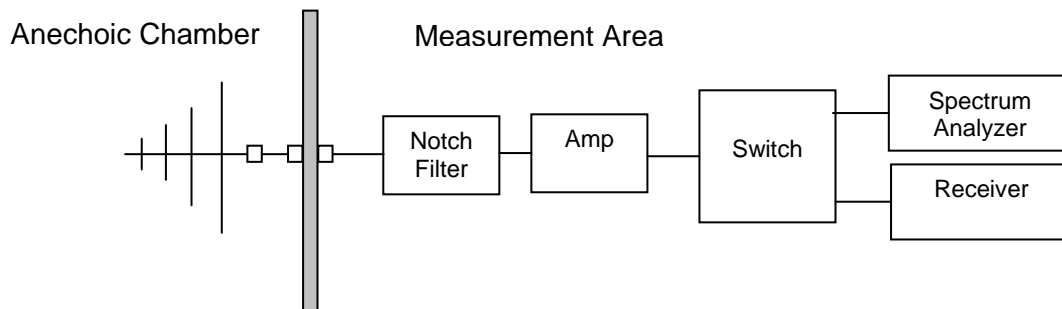 Anechoic Chamber
Measurement Area
Notch
Filter
Amp
Switch
Spectrum
Analyzer
Receiver